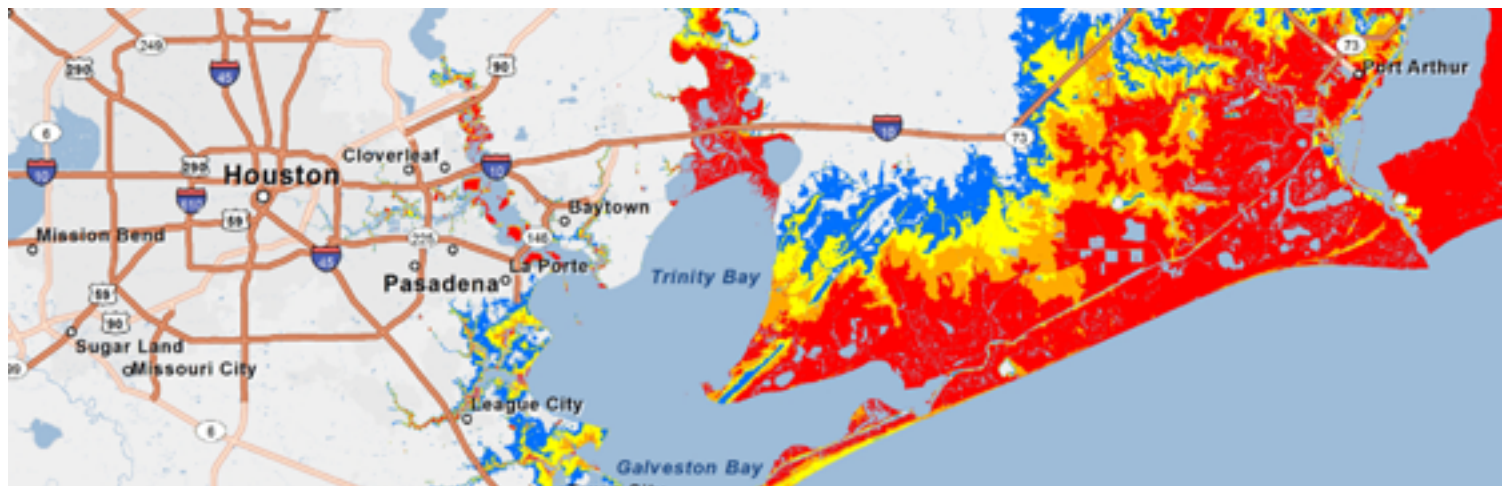 249
290
45
90
73
Port Arthur
6
10
10
73
Cloverleaf
290
10
Houston
610
59
Baytown
Mission Bend
225
146
45
La Porte
Trinity Bay
Pasadena
59
90
Sugar Land
Missouri City
League City
6
Galveston Bay